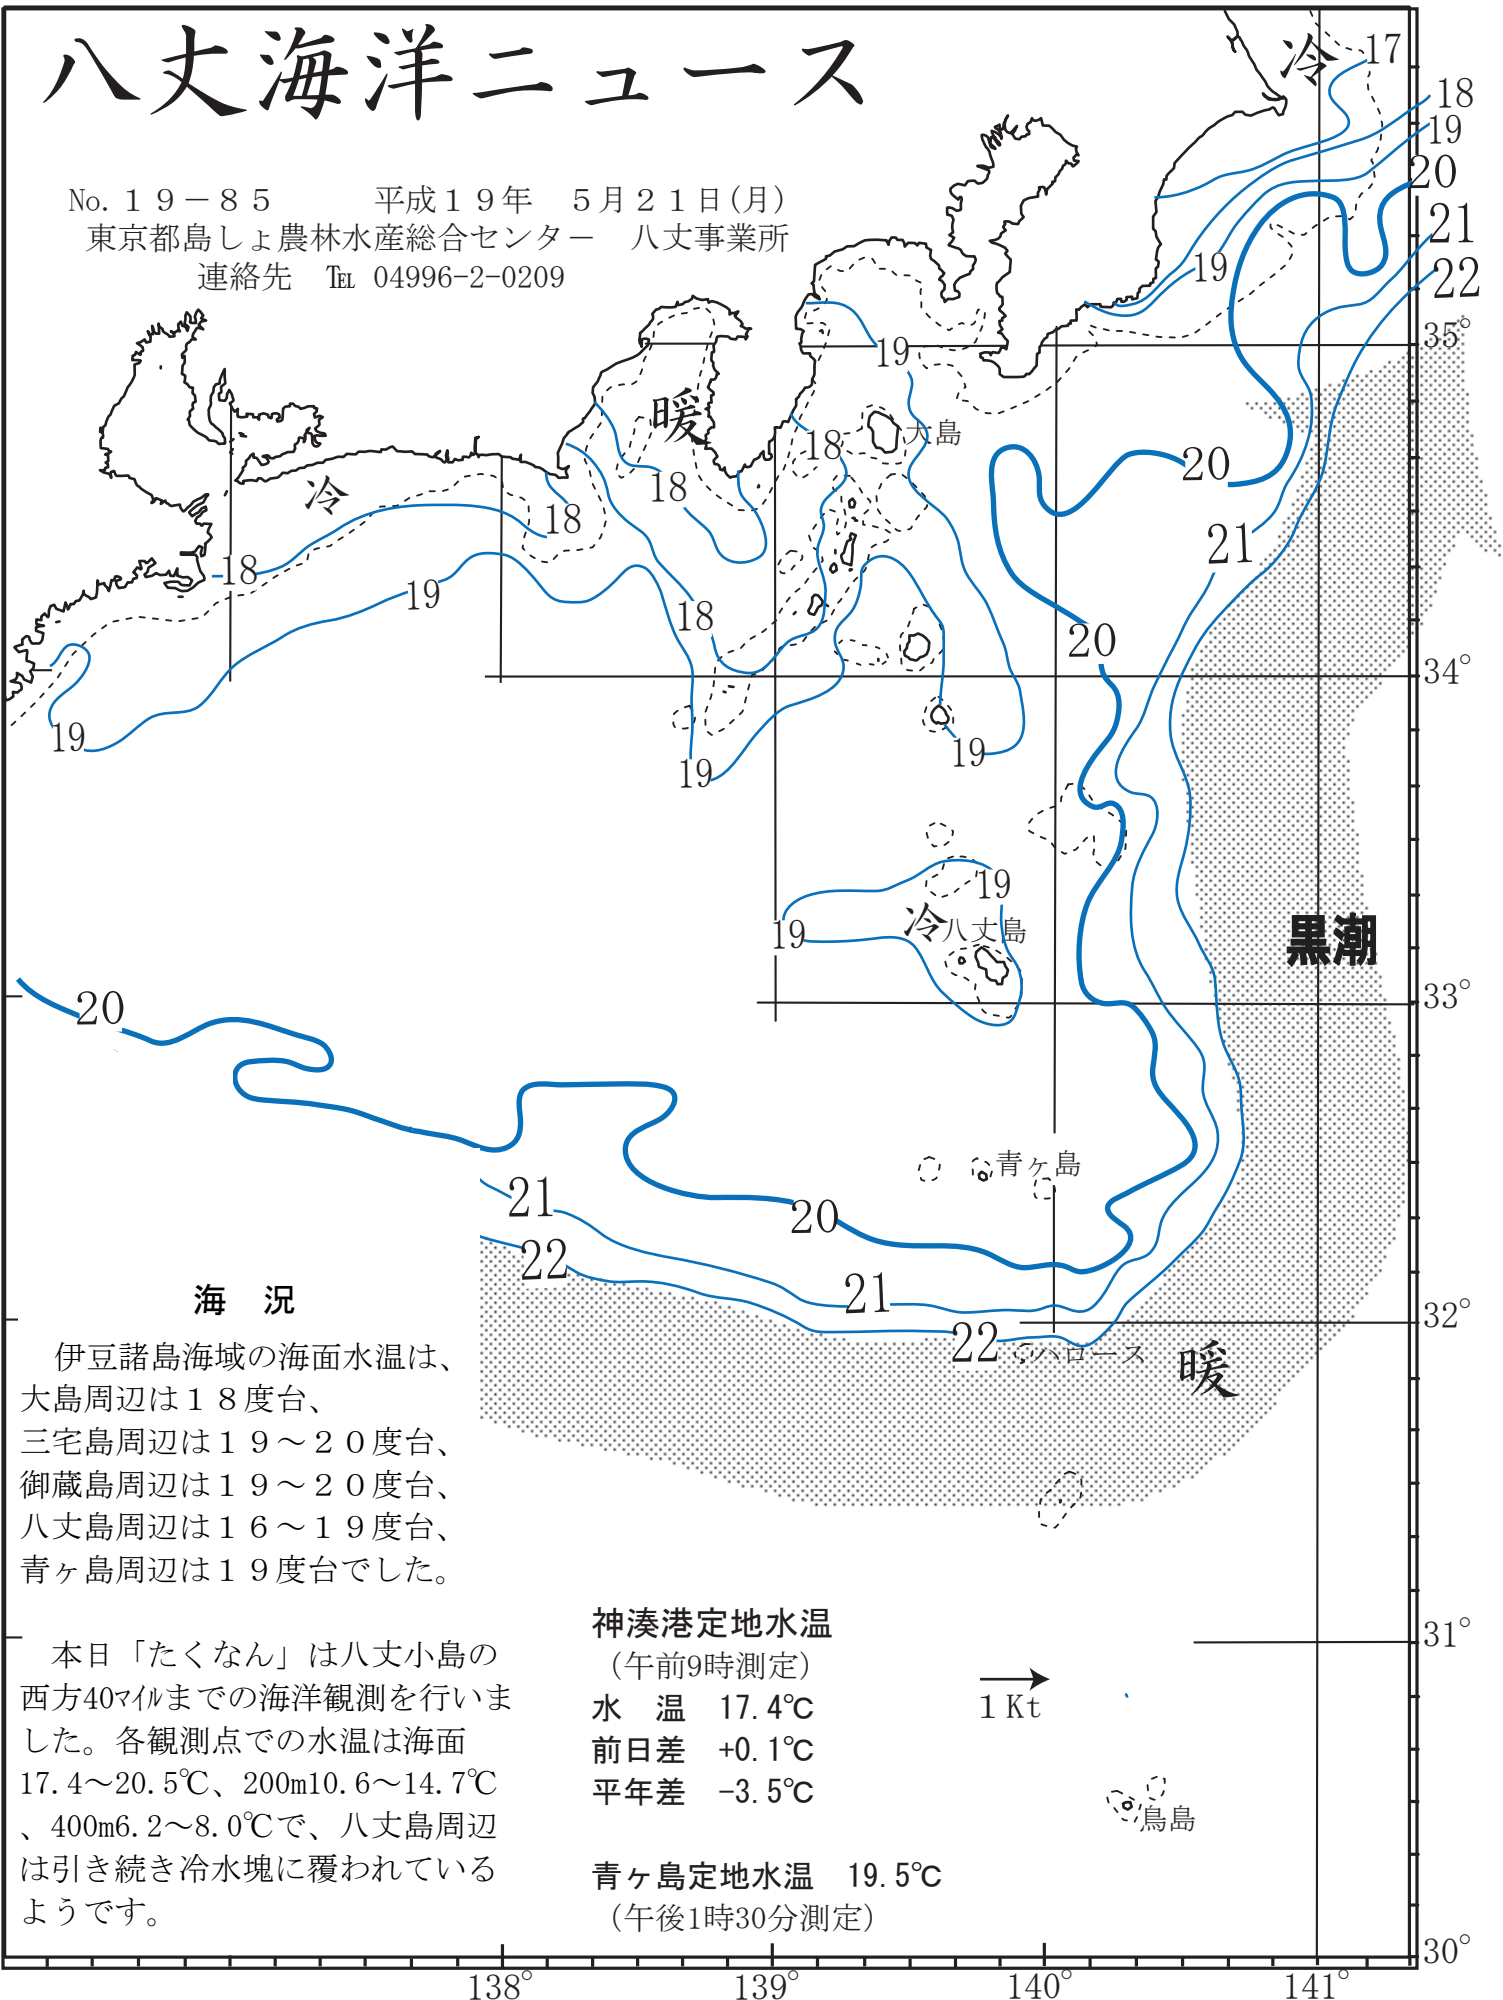 八丈海洋ニュース
No.１９－８５　　　平成１９年　５月２１日(月)
東京都島しょ農林水産総合センター　八丈事業所
連絡先　℡ 04996-2-0209
冷
17
18
19
20
21
22
19
35°
19
暖
大島
18
20
冷
18
18
21
18
19
18
20
34°
19
19
19
19
冷
八丈島
19
黒潮
20
33°
青ヶ島
21
20
22
21
32°
22
ハロース
暖
海　況
伊豆諸島海域の海面水温は、
大島周辺は１８度台、
三宅島周辺は１９～２０度台、
御蔵島周辺は１９～２０度台、
八丈島周辺は１６～１９度台、
青ヶ島周辺は１９度台でした。
本日「たくなん」は八丈小島の
西方40ﾏｲﾙまでの海洋観測を行いま
した。各観測点での水温は海面
17.4～20.5℃、200m10.6～14.7℃
、400m6.2～8.0℃で、八丈島周辺
は引き続き冷水塊に覆われている
ようです。
神湊港定地水温
（午前9時測定）
水　温　17.4℃
前日差　+0.1℃
平年差　-3.5℃
青ヶ島定地水温　19.5℃
（午後1時30分測定）
1 Kt
31°
鳥島
30°
138°
139°
140°
141°